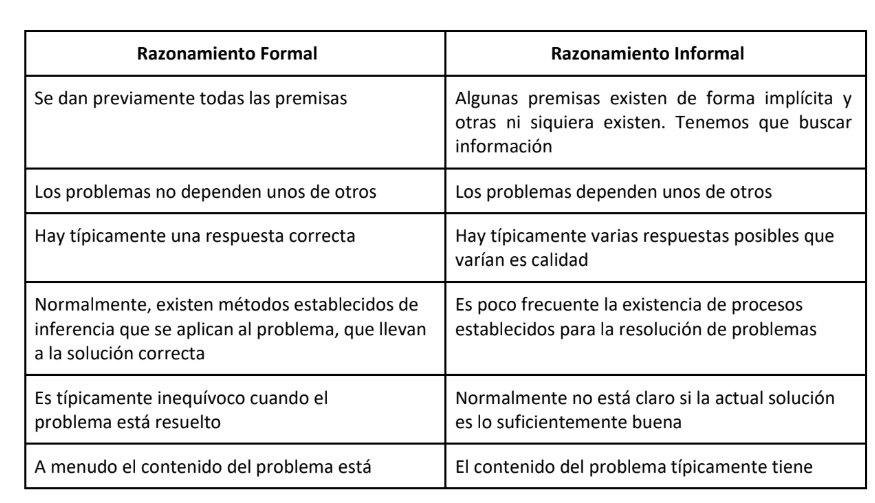 Razonamiento Formal
Razonamiento Informal
Se dan previamente todas las premisas
Algunas premisas existen de forma implícita y
otras ni siquiera existen. Tenemos que buscar
información
Los problemas no dependen unos de otros
Los problemas dependen unos de otros
Hay típicamente una respuesta correcta
Hay típicamente varias respuestas posibles que
varían es calidad
Normalmente, existen métodos establecidos de
inferencia que se aplican al problema, que llevan
a la solución correcta
Es poco frecuente la existencia de procesos
establecidos para la resolución de problemas
Es típicamente inequívoco cuando el
problema está resuelto
Normalmente no está claro si la actual solución
es lo suficientemente buena
A menudo el contenido del problema está
El contenido del problema típicamente tiene